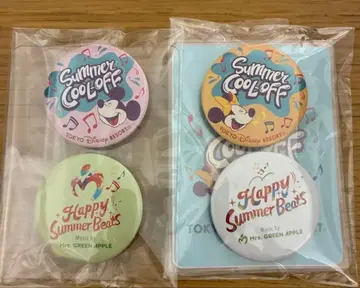 Summer
COOL-OFF
TOKYO Disney RESORT
Summer
COOL-OFF
TOKYO Disney RESORT
Happy
Summer Beats
Music by
Mrs. GREEN APPLE
Happy
Summer Beats
Music by
Mrs. GREEN APPLE
TOK